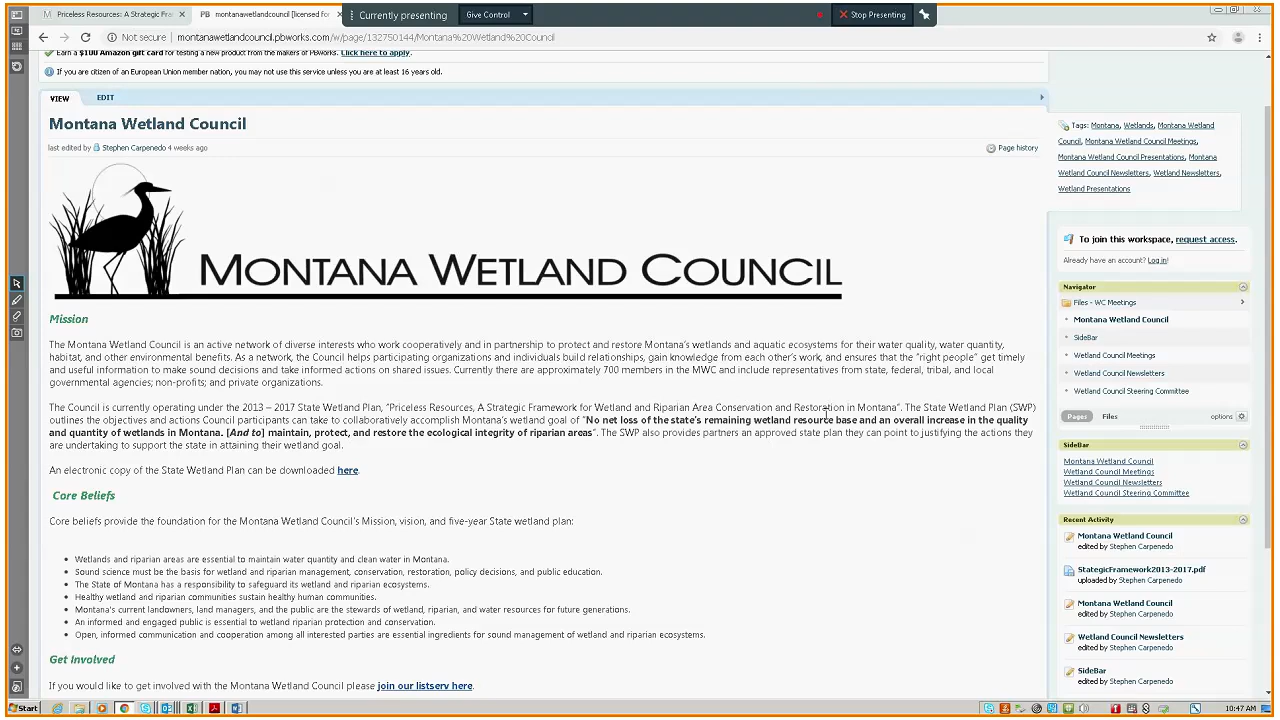 Priceless Resources: A Strategic Fra
montanawetlandcouncil [licensed for
Currently presenting
Give Control
Stop Presenting
Not secure
montanawetlandcouncil.pbworks.com/w/page/132750144/Montana%20Wetland%20Council
Earn a $100 Amazon gift card for testing a new product from the makers of PBworks. Click here to apply.
If you are citizen of an European Union member nation, you may not use this service unless you are at least 16 years old.
VIEW
EDIT
Montana Wetland Council
last edited by Stephen Carpenedo 4 weeks ago
Page history
MONTANA WETLAND COUNCIL
Mission
The Montana Wetland Council is an active network of diverse interests who work cooperatively and in partnership to protect and restore Montana's wetlands and aquatic ecosystems for their water quality, water quantity,
habitat, and other environmental benefits. As a network, the Council helps participating organizations and individuals build relationships, gain knowledge from each other's work, and ensures that the "right people" get timely
and useful information to make sound decisions and take informed actions on shared issues. Currently there are approximately 700 members in the MWC and include representatives from state, federal, tribal, and local
governmental agencies; non-profits; and private organizations.
The Council is currently operating under the 2013 – 2017 State Wetland Plan, "Priceless Resources, A Strategic Framework for Wetland and Riparian Area Conservation and Restoration in Montana". The State Wetland Plan (SWP)
outlines the objectives and actions Council participants can take to collaboratively accomplish Montana's wetland goal of "No net loss of the state's remaining wetland resource base and an overall increase in the quality
and quantity of wetlands in Montana. [And to] maintain, protect, and restore the ecological integrity of riparian areas". The SWP also provides partners an approved state plan they can point to justifying the actions they
are undertaking to support the state in attaining their wetland goal.
An electronic copy of the State Wetland Plan can be downloaded here.
Core Beliefs
Core beliefs provide the foundation for the Montana Wetland Council's Mission, vision, and five-year State wetland plan:
Wetlands and riparian areas are essential to maintain water quantity and clean water in Montana.
Sound science must be the basis for wetland and riparian management, conservation, restoration, policy decisions, and public education.
The State of Montana has a responsibility to safeguard its wetland and riparian ecosystems.
Healthy wetland and riparian communities sustain healthy human communities.
Montana's current landowners, land managers, and the public are the stewards of wetland, riparian, and water resources for future generations.
An informed and engaged public is essential to wetland riparian protection and conservation.
Open, informed communication and cooperation among all interested parties are essential ingredients for sound management of wetland and riparian ecosystems.
Get Involved
If you would like to get involved with the Montana Wetland Council please join our listserv here.
Tags: Montana, Wetlands, Montana Wetland
Council, Montana Wetland Council Meetings,
Montana Wetland Council Presentations, Montana
Wetland Council Newsletters, Wetland Newsletters,
Wetland Presentations
To join this workspace, request access.
Already have an account? Log in!
Navigator
Files - WC Meetings
Montana Wetland Council
SideBar
Wetland Council Meetings
Wetland Council Newsletters
Wetland Council Steering Committee
Pages
Files
options
SideBar
Montana Wetland Council
Wetland Council Meetings
Wetland Council Newsletters
Wetland Council Steering Committee
Recent Activity
Montana Wetland Council
edited by Stephen Carpenedo
StategicFramework2013-2017.pdf
uploaded by Stephen Carpenedo
Montana Wetland Council
edited by Stephen Carpenedo
Wetland Council Newsletters
edited by Stephen Carpenedo
SideBar
edited by Stephen Carpenedo
Start
10:47 AM